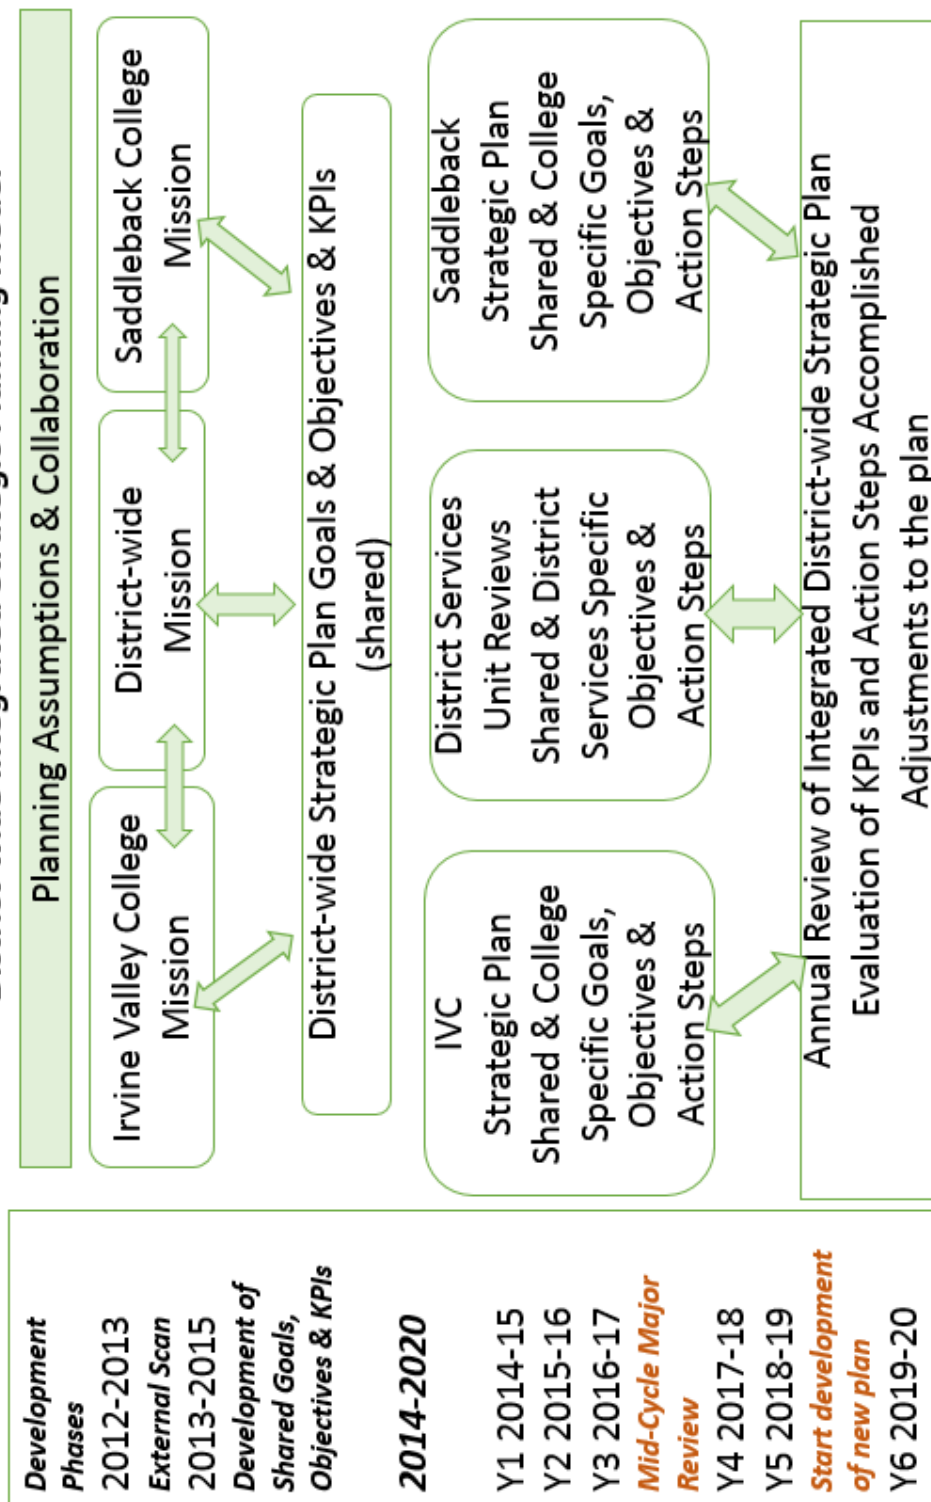 Planning Assumptions & Collaboration
Irvine Valley College
Mission
District-wide
Mission
Saddleback College
Mission
District-wide Strategic Plan Goals & Objectives & KPIs
(shared)
IVC
Strategic Plan
Shared & College
Specific Goals,
Objectives &
Action Steps
District Services
Unit Reviews
Shared & District
Services Specific
Objectives &
Action Steps
Saddleback
Strategic Plan
Shared & College
Specific Goals,
Objectives &
Action Steps
Annual Review of Integrated District-wide Strategic Plan
Evaluation of KPIs and Action Steps Accomplished
Adjustments to the plan
Development
Phases
2012-2013
External Scan
2013-2015
Development of
Shared Goals,
Objectives & KPIs
2014-2020
Y1 2014-15
Y2 2015-16
Y3 2016-17
Mid-Cycle Major
Review
Y4 2017-18
Y5 2018-19
Start development
of new plan
Y6 2019-20